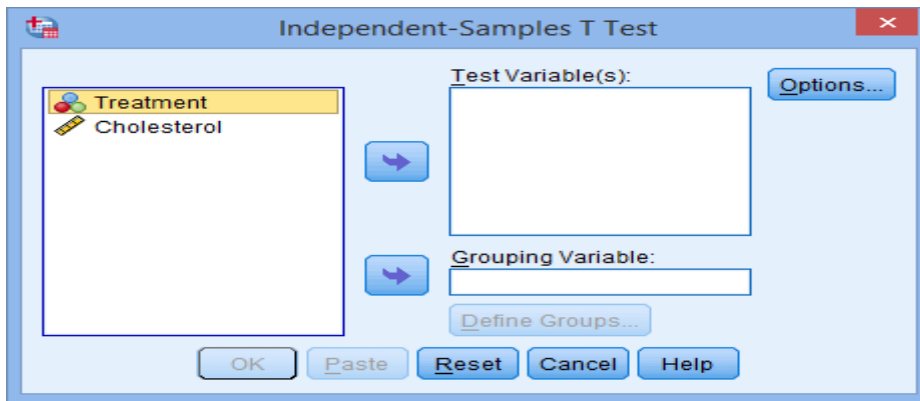 Independent-Samples T Test
Treatment
Cholesterol
Test Variable(s):
Options...
Grouping Variable:
Define Groups...
OK
Paste
Reset
Cancel
Help